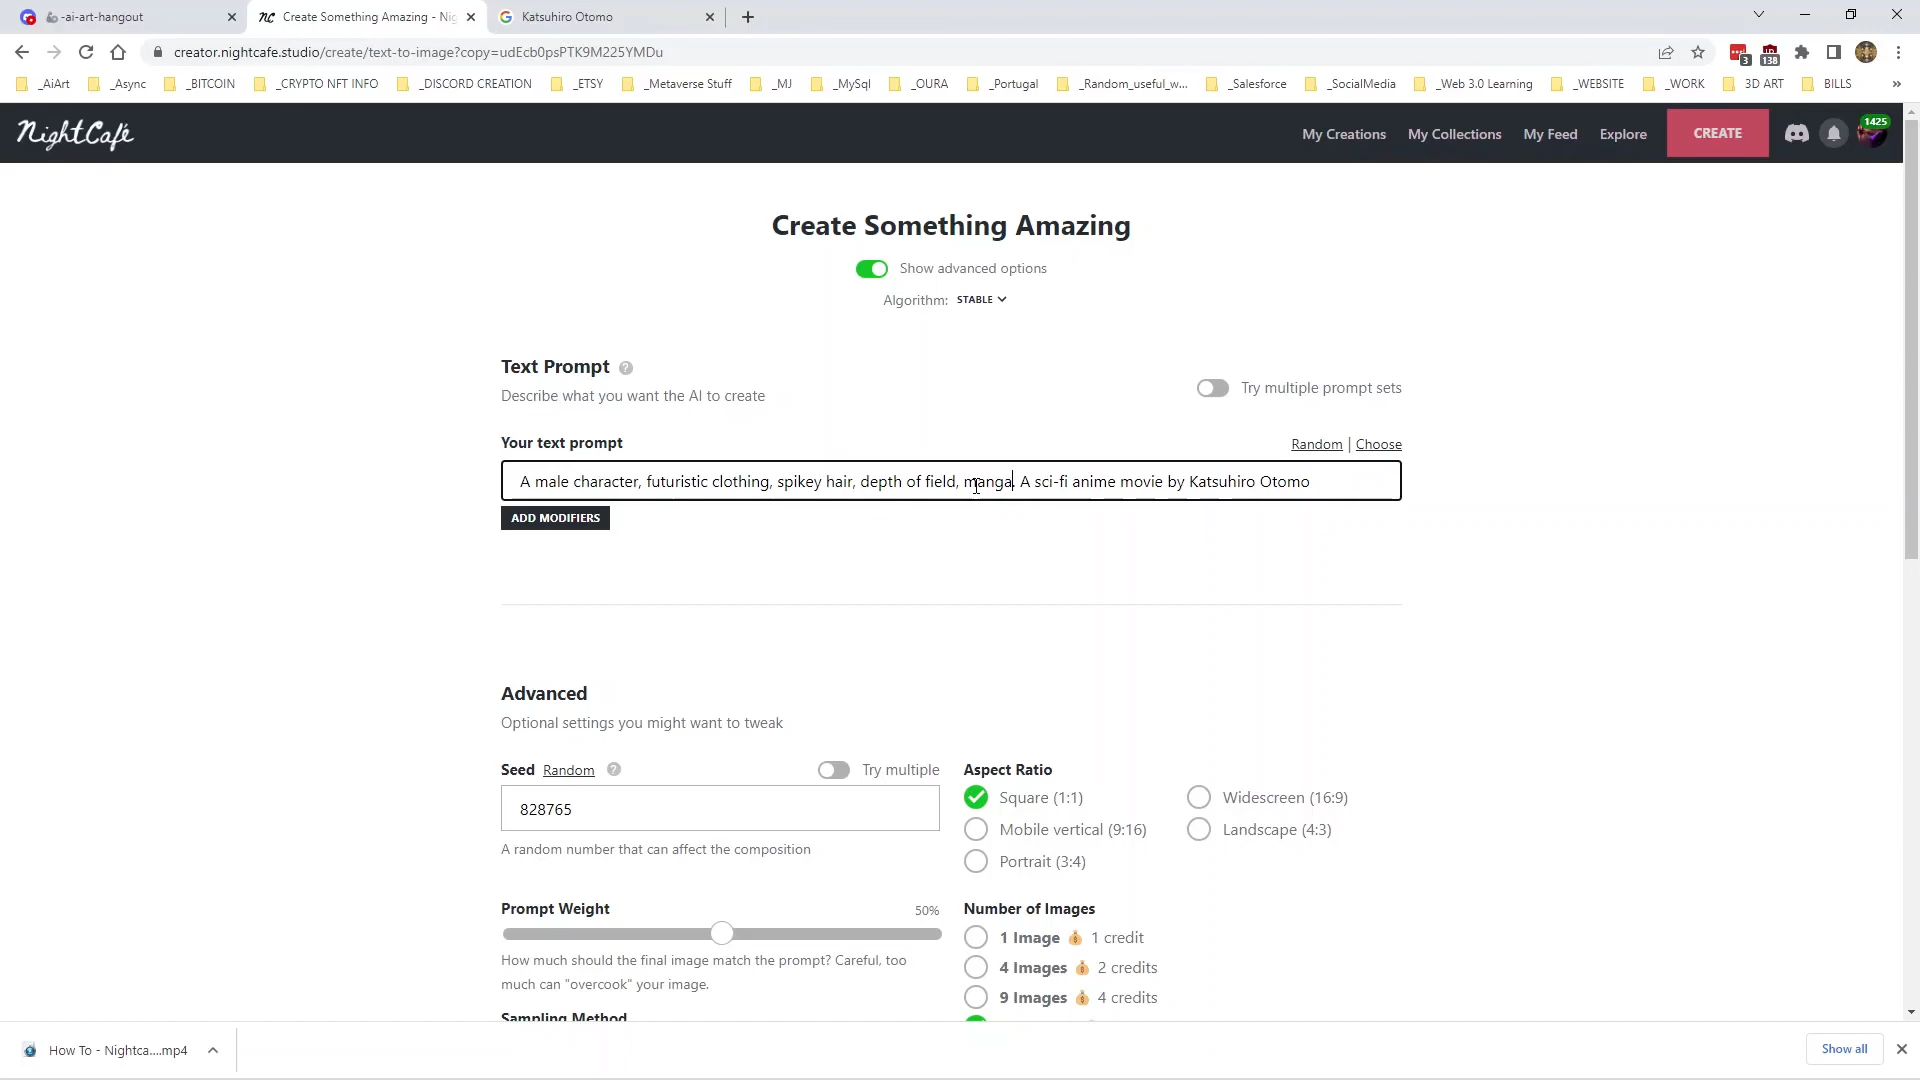 -ai-art-hangout
Create Something Amazing - Nig
Katsuhiro Otomo
creator.nightcafe.studio/create/text-to-image?copy=udEcb0psPTK9M225YMDu
3
138
_AiArt
_Async
_BITCOIN
_CRYPTO NFT INFO
_DISCORD CREATION
_ETSY
_Metaverse Stuff
_MJ
_MySql
_OURA
_Portugal
_Random_useful_w...
_Salesforce
_SocialMedia
_Web 3.0 Learning
_WEBSITE
_WORK
3D ART
BILLS
»
NightCafé
My Creations
My Collections
My Feed
Explore
CREATE
1425
Create Something Amazing
Show advanced options
Algorithm: STABLE
Text Prompt ?
Describe what you want the AI to create
Try multiple prompt sets
Your text prompt
Random | Choose
A male character, futuristic clothing, spikey hair, depth of field, manga. A sci-fi anime movie by Katsuhiro Otomo
ADD MODIFIERS
Advanced
Optional settings you might want to tweak
Seed Random ?
Try multiple
828765
A random number that can affect the composition
Aspect Ratio
Square (1:1)
Widescreen (16:9)
Mobile vertical (9:16)
Landscape (4:3)
Portrait (3:4)
Prompt Weight
50%
How much should the final image match the prompt? Careful, too
much can "overcook" your image.
Number of Images
1 Image 1 credit
4 Images 2 credits
9 Images 4 credits
Sampling Method
How To - Nightca....mp4
Show all